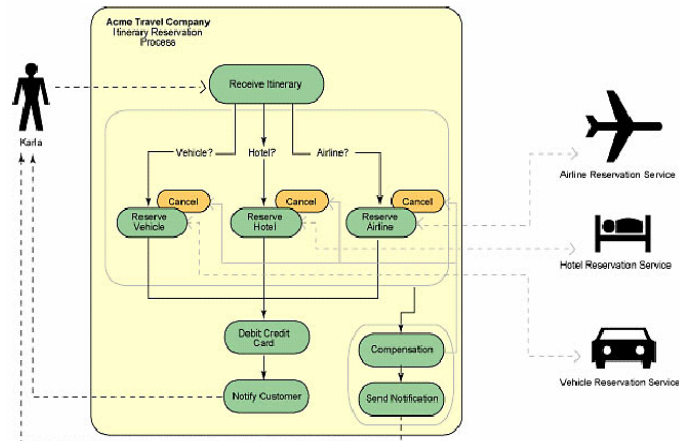 Acme Travel Company
Itinerary Reservation
Process
Receive Itinerary
Karla
Vehicle?
Hotel?
Airline?
Cancel
Cancel
Cancel
Reserve
Vehicle
Reserve
Hotel
Reserve
Airline
Airline Reservation Service
Hotel Reservation Service
Debit Credit
Card
Compensation
Notify Customer
Send Notification
Vehicle Reservation Service